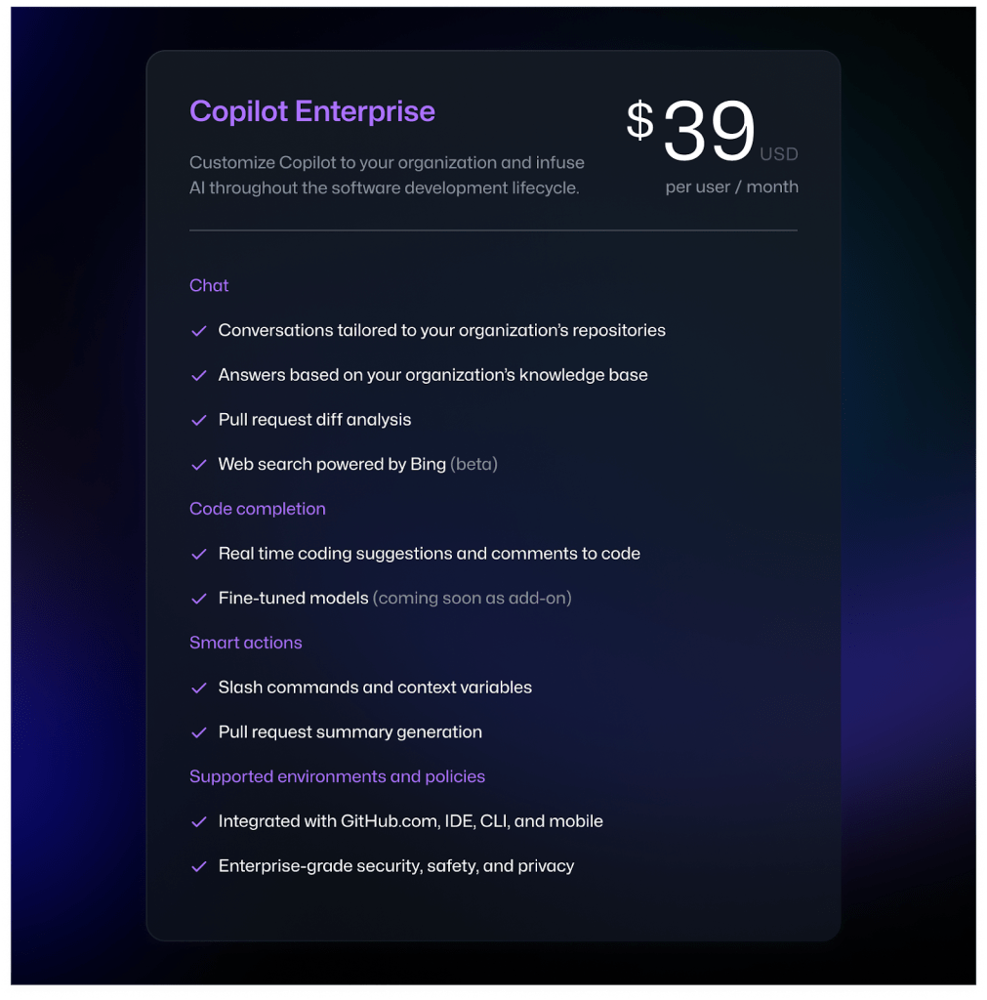 Copilot Enterprise
$39 USD
Customize Copilot to your organization and infuse
AI throughout the software development lifecycle.
per user / month
Chat
Conversations tailored to your organization’s repositories
Answers based on your organization’s knowledge base
Pull request diff analysis
Web search powered by Bing (beta)
Code completion
Real time coding suggestions and comments to code
Fine-tuned models (coming soon as add-on)
Smart actions
Slash commands and context variables
Pull request summary generation
Supported environments and policies
Integrated with GitHub.com, IDE, CLI, and mobile
Enterprise-grade security, safety, and privacy